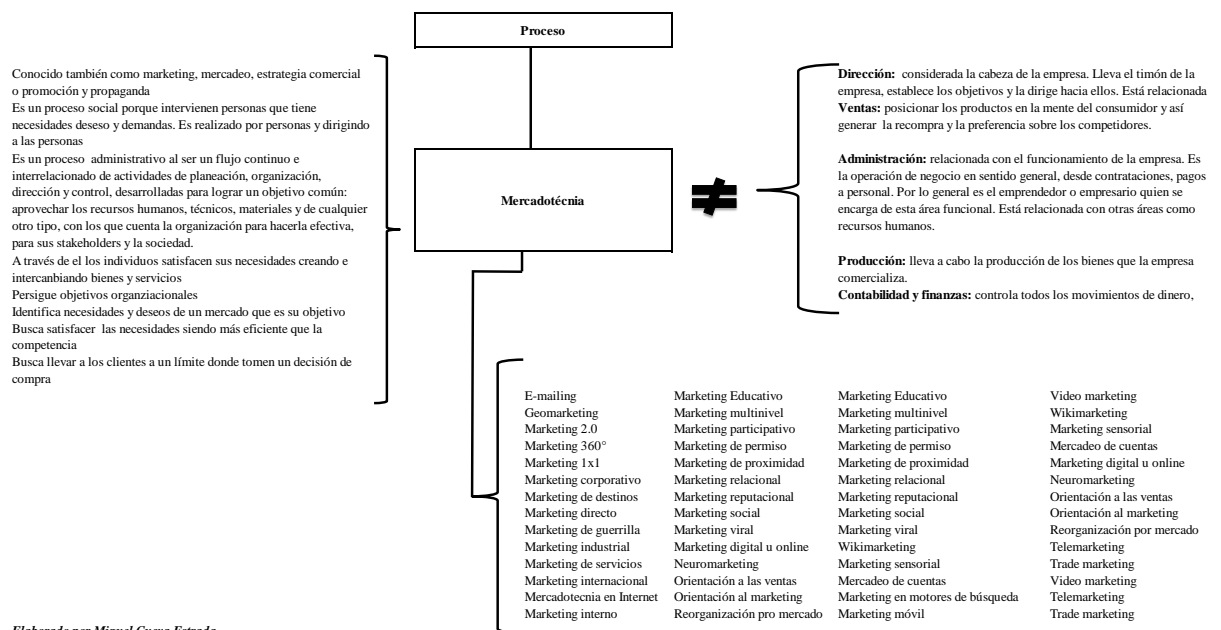 Proceso
Conocido también como marketing, mercadeo, estrategia comercial
o promoción y propaganda
Es un proceso social porque intervienen personas que tiene
necesidades deseso y demandas. Es realizado por personas y dirigindo
a las personas
Es un proceso administrativo al ser un flujo continuo e
interrelacionado de actividades de planeación, organización,
dirección y control, desarrolladas para lograr un objetivo común:
aprovechar los recursos humanos, técnicos, materiales y de cualquier
otro tipo, con los que cuenta la organización para hacerla efectiva,
para sus stakeholders y la sociedad.
A través de el los individuos satisfacen sus necesidades creando e
intercanbiando bienes y servicios
Persigue objetivos organziacionales
Identifica necesidades y deseos de un mercado que es su objetivo
Busca satisfacer las necesidades siendo más eficiente que la
competencia
Busca llevar a los clientes a un límite donde tomen un decisión de
compra
Mercadotécnia
≠
Dirección: considerada la cabeza de la empresa. Lleva el timón de la
empresa, establece los objetivos y la dirige hacia ellos. Está relacionada
Ventas: posicionar los productos en la mente del consumidor y así
generar la recompra y la preferencia sobre los competidores.
Administración: relacionada con el funcionamiento de la empresa. Es
la operación de negocio en sentido general, desde contrataciones, pagos
a personal. Por lo general es el emprendedor o empresario quien se
encarga de esta área funcional. Está relacionada con otras áreas como
recursos humanos.
Producción: lleva a cabo la producción de los bienes que la empresa
comercializa.
Contabilidad y finanzas: controla todos los movimientos de dinero,
E-mailing
Geomarketing
Marketing 2.0
Marketing 360°
Marketing 1x1
Marketing corporativo
Marketing de destinos
Marketing directo
Marketing de guerrilla
Marketing industrial
Marketing de servicios
Marketing internacional
Mercadotecnia en Internet
Marketing interno
Marketing Educativo
Marketing multinivel
Marketing participativo
Marketing de permiso
Marketing de proximidad
Marketing relacional
Marketing reputacional
Marketing social
Marketing viral
Marketing digital u online
Neuromarketing
Orientación a las ventas
Orientación al marketing
Reorganización pro mercado
Marketing Educativo
Marketing multinivel
Marketing participativo
Marketing de permiso
Marketing de proximidad
Marketing relacional
Marketing reputacional
Marketing social
Marketing viral
Wikimarketing
Marketing sensorial
Mercadeo de cuentas
Marketing en motores de búsqueda
Marketing móvil
Video marketing
Wikimarketing
Marketing sensorial
Mercadeo de cuentas
Marketing digital u online
Neuromarketing
Orientación a las ventas
Orientación al marketing
Reorganización por mercado
Telemarketing
Trade marketing
Video marketing
Telemarketing
Trade marketing
Elaborado por Miguel